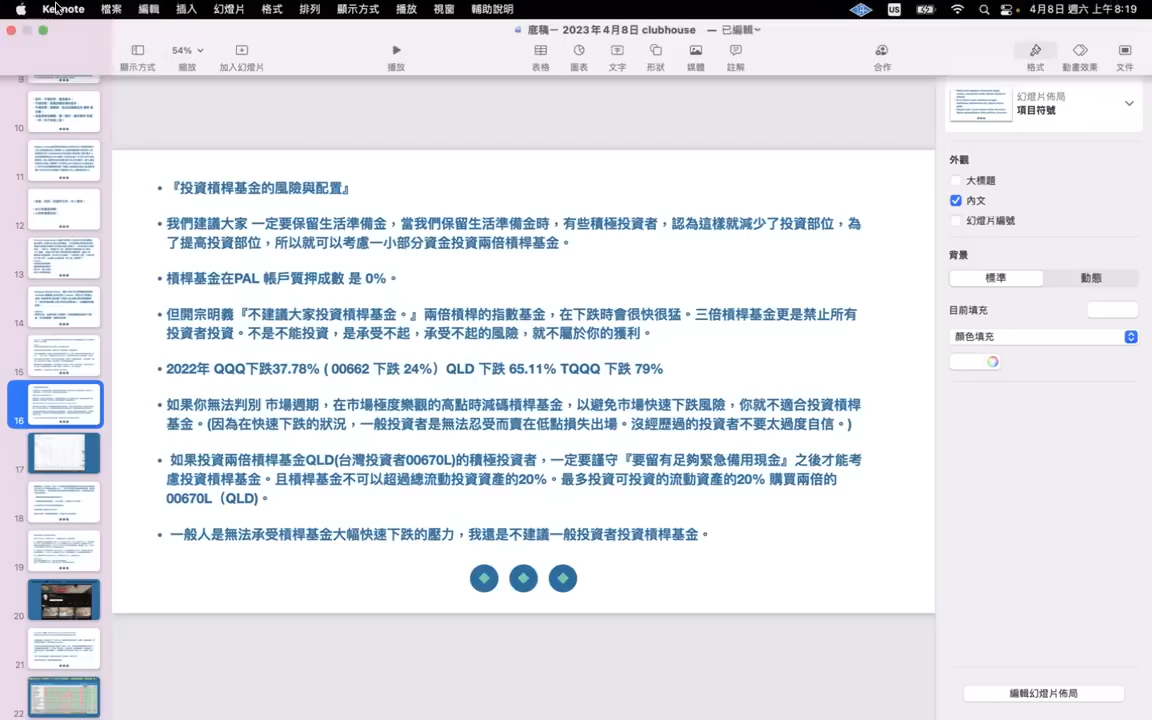 Keynote 檔案 編輯 插入 幻燈片 格式 排列 顯示方式 播放 視窗 輔助說明 US 4月8日 週六 上午8:19
底稿— 2023年4月8日 clubhouse — 已編輯
54%
顯示方式 縮放 加入幻燈片 播放 表格 圖表 文字 形狀 媒體 註解 合作 格式 動畫效果 文件
9
10
11
12
13
14
15
16
17
18
19
20
21
22
• 『投資槓桿基金的風險與配置』
• 我們建議大家 一定要保留生活準備金，當我們保留生活準備金時，有些積極投資者，認為這樣就減少了投資部位，為
了提高投資部位，所以就可以考慮一小部分資金投資兩倍槓桿基金。
• 槓桿基金在PAL 帳戶質押成數 是 0%。
• 但開宗明義『不建議大家投資槓桿基金。』兩倍槓桿的指數基金，在下跌時會很快很猛。三倍槓桿基金更是禁止所有
投資者投資。不是不能投資，是承受不起，承受不起的風險，就不屬於你的獲利。
• 2022年 QQQ下跌37.78% ( 00662 下跌 24%）QLD 下跌 65.11% TQQQ 下跌 79%
• 如果你無法判別 市場週期，在市場極度樂觀的高點時減碼槓桿基金，以避免市場快速下跌風險，你就不適合投資槓桿
基金。(因為在快速下跌的狀況，一般投資者是無法忍受而賣在低點損失出場。沒經歷過的投資者不要太過度自信。)
• 如果投資兩倍槓桿基金QLD(台灣投資者00670L)的積極投資者，一定要謹守『要留有足夠緊急備用現金』之後才能考
慮投資槓桿基金。且槓桿基金不可以超過總流動投資資產的20%。最多投資可投資的流動資產的20% 購買兩倍的
00670L（QLD)。
• 一般人是無法承受槓桿基金大幅快速下跌的壓力，我還是不建議一般投資者投資槓桿基金。
幻燈片佈局
項目符號
外觀
大標題
內文
幻燈片編號
背景
標準 動態
目前填充
顏色填充
編輯幻燈片佈局